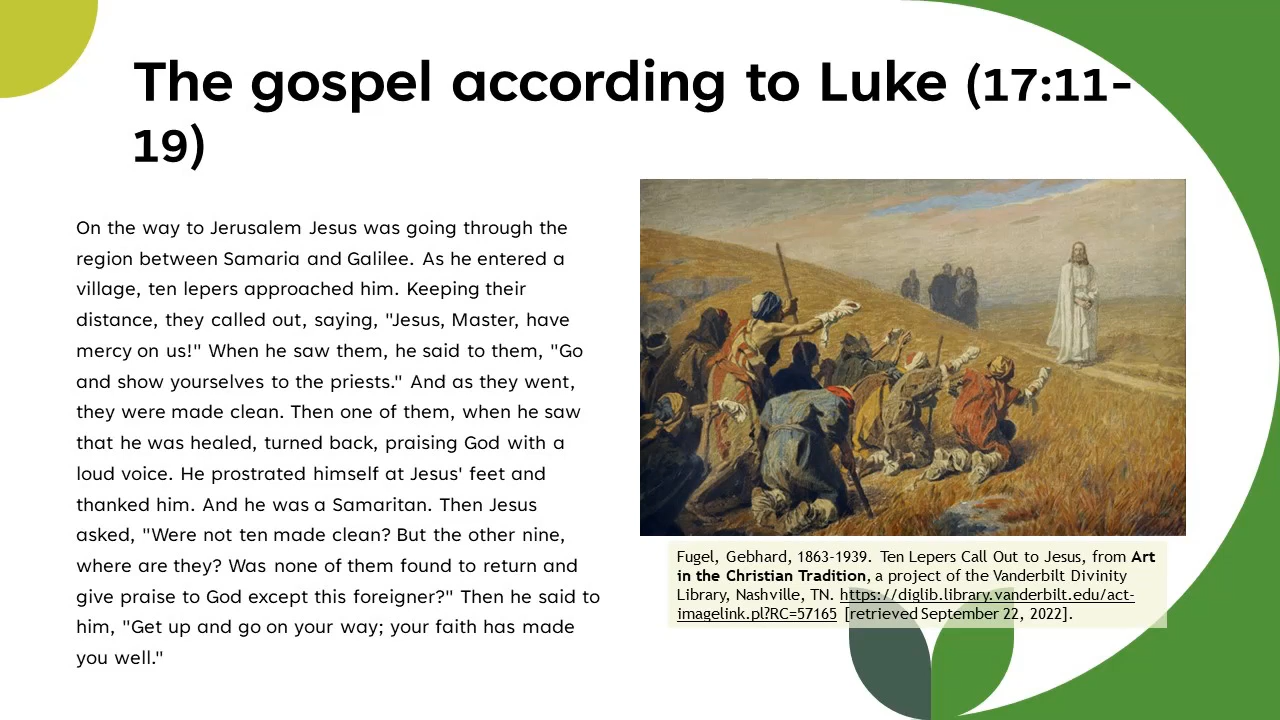 The gospel according to Luke (17:11-
19)
On the way to Jerusalem Jesus was going through the
region between Samaria and Galilee. As he entered a
village, ten lepers approached him. Keeping their
distance, they called out, saying, "Jesus, Master, have
mercy on us!" When he saw them, he said to them, "Go
and show yourselves to the priests." And as they went,
they were made clean. Then one of them, when he saw
that he was healed, turned back, praising God with a
loud voice. He prostrated himself at Jesus' feet and
thanked him. And he was a Samaritan. Then Jesus
asked, "Were not ten made clean? But the other nine,
where are they? Was none of them found to return and
give praise to God except this foreigner?" Then he said to
him, "Get up and go on your way; your faith has made
you well."
Fugel, Gebhard, 1863-1939. Ten Lepers Call Out to Jesus, from Art
in the Christian Tradition, a project of the Vanderbilt Divinity
Library, Nashville, TN. https://diglib.library.vanderbilt.edu/act-
imagelink.pl?RC=57165 [retrieved September 22, 2022].